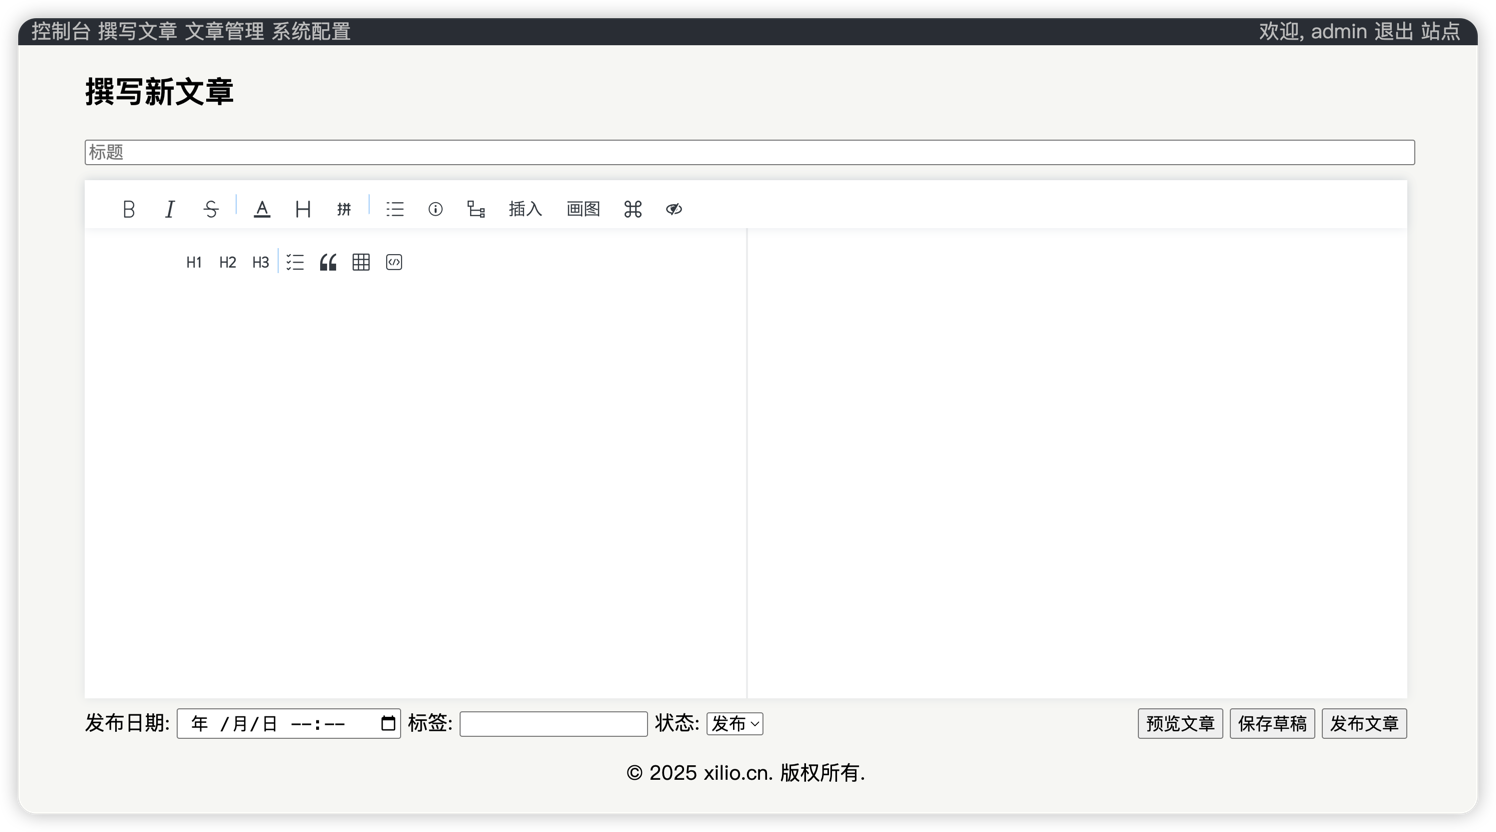 控制台 撰写文章 文章管理 系统配置 欢迎, admin 退出 站点
撰写新文章
标题
B I S A H 拼 插入 画图
H1 H2 H3
发布日期: 年 /月/日 --:-- 标签: 状态: 发布 预览文章 保存草稿 发布文章
© 2025 xilio.cn. 版权所有.